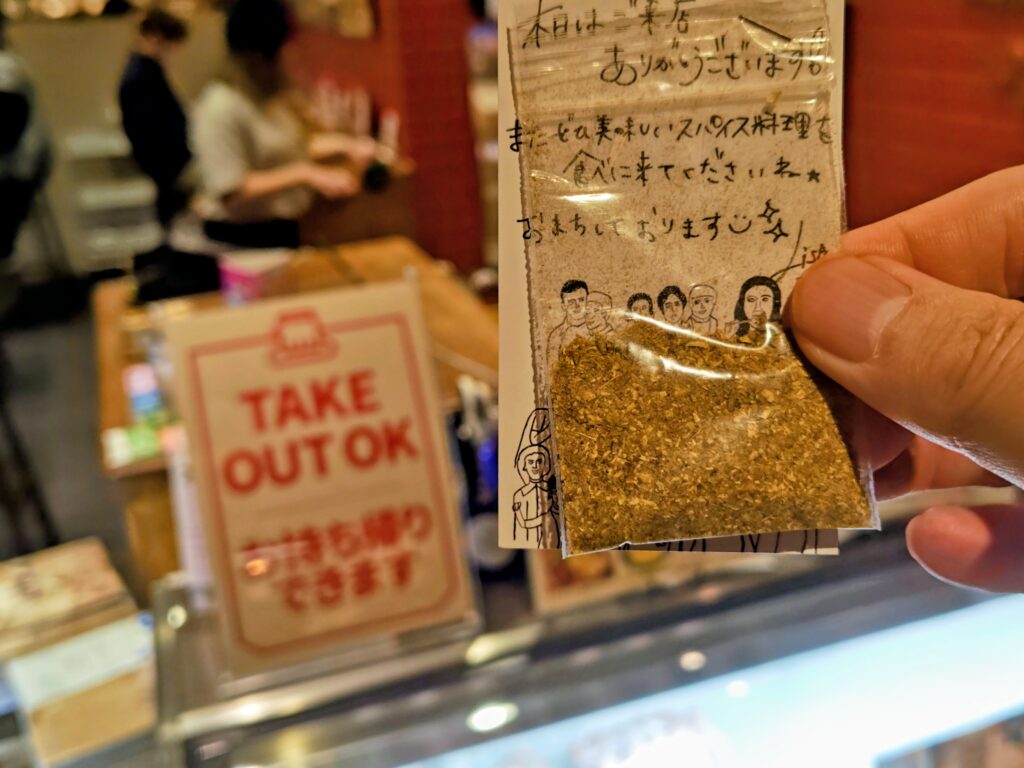 本日はご来店
ありがとうございます!!
またぜひ美味しいスパイス料理を
食べに来てくださいね★
おまちしております
TAKE
OUT OK
お持ち帰り
できます